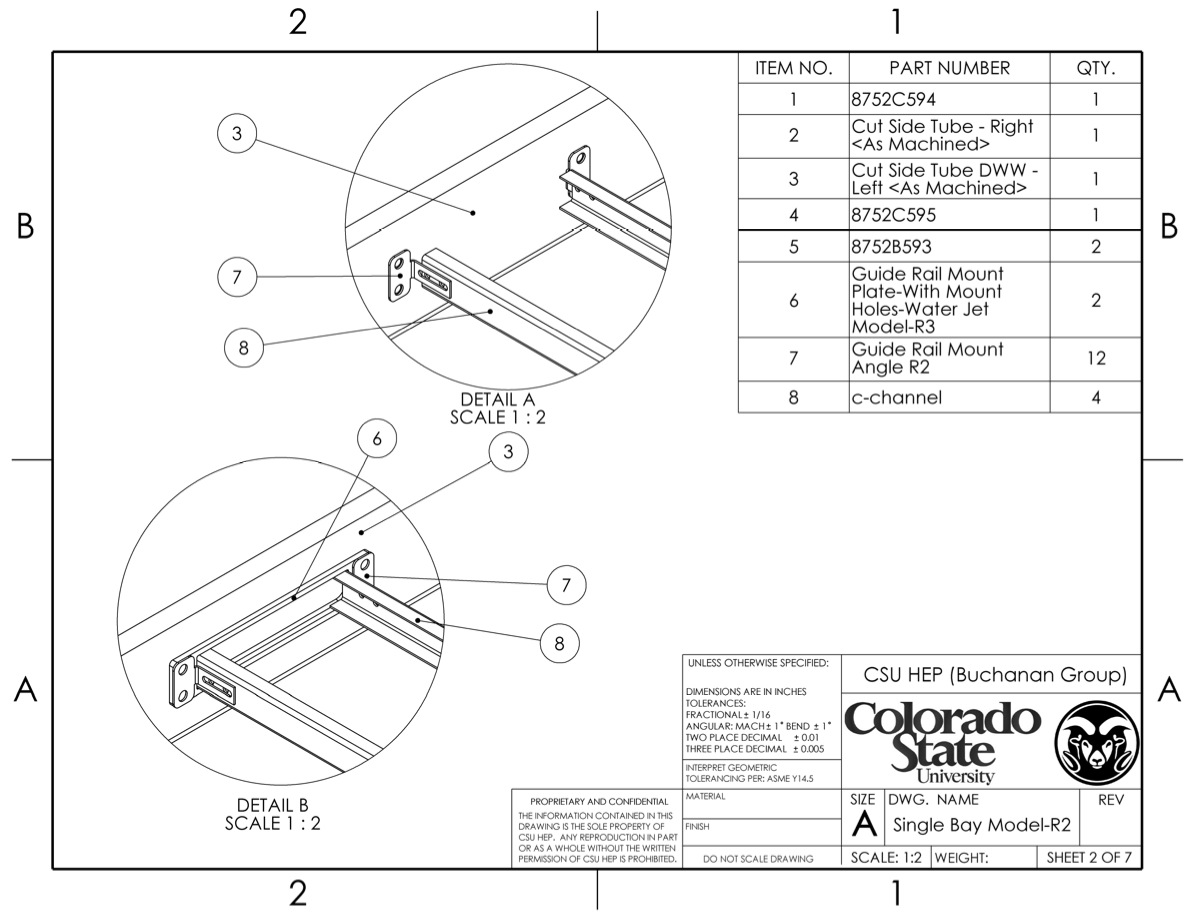 2 1
ITEM NO. PART NUMBER QTY.
1 8752C594 1
2 Cut Side Tube - Right
<As Machined> 1
3 Cut Side Tube DWW -
Left <As Machined> 1
4 8752C595 1
5 8752B593 2
6 Guide Rail Mount
Plate-With Mount
Holes-Water Jet
Model-R3 2
7 Guide Rail Mount
Angle R2 12
8 c-channel 4
B B
3
7
8
DETAIL A
SCALE 1 : 2
6
3
7
8
DETAIL B
SCALE 1 : 2
A A
UNLESS OTHERWISE SPECIFIED:
DIMENSIONS ARE IN INCHES
TOLERANCES:
FRACTIONAL± 1/16
ANGULAR: MACH± 1° BEND ± 1°
TWO PLACE DECIMAL ± 0.01
THREE PLACE DECIMAL ± 0.005
INTERPRET GEOMETRIC
TOLERANCING PER: ASME Y14.5
MATERIAL
FINISH
DO NOT SCALE DRAWING
PROPRIETARY AND CONFIDENTIAL
THE INFORMATION CONTAINED IN THIS
DRAWING IS THE SOLE PROPERTY OF
CSU HEP. ANY REPRODUCTION IN PART
OR AS A WHOLE WITHOUT THE WRITTEN
PERMISSION OF CSU HEP IS PROHIBITED.
CSU HEP (Buchanan Group)
Colorado
State
University
SIZE DWG. NAME REV
A Single Bay Model-R2
SCALE: 1:2 WEIGHT: SHEET 2 OF 7
2 1